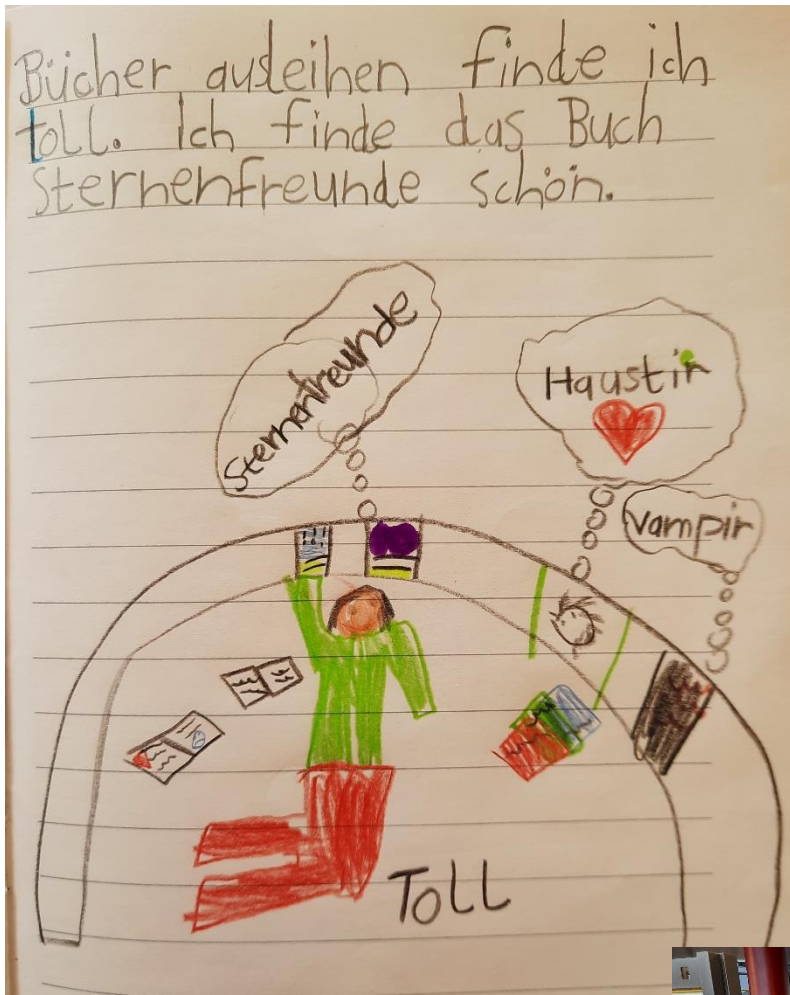 Bücher ausleihen finde ich
toll. Ich finde das Buch
Sternenfreunde schön.
Sternenfreunde
Haustir
Vampir
Toll